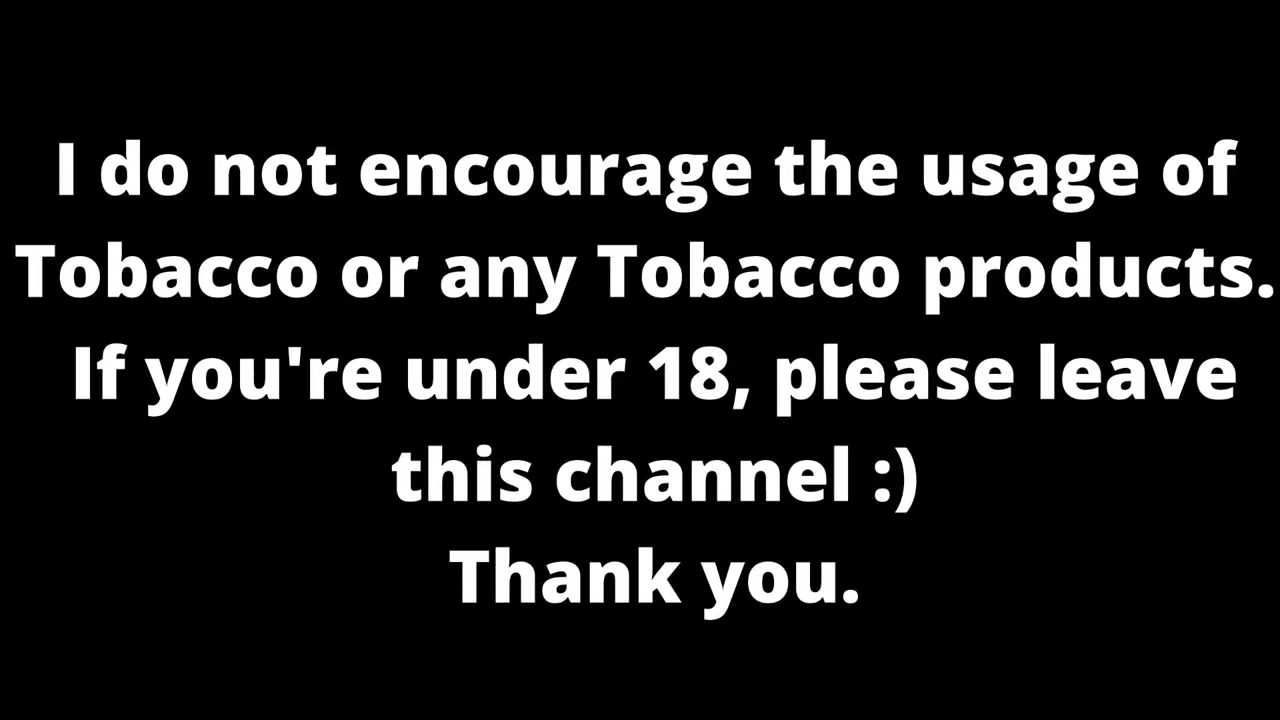 I do not encourage the usage of
Tobacco or any Tobacco products.
If you're under 18, please leave
this channel :)
Thank you.